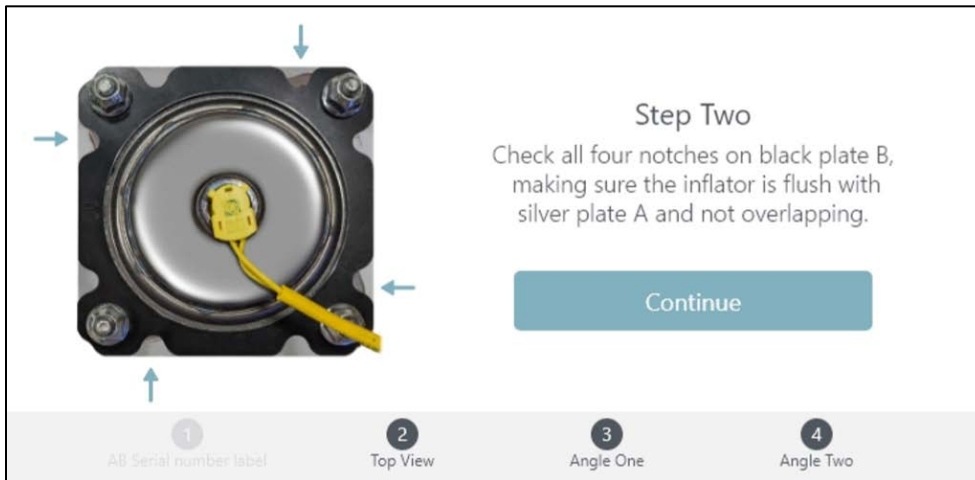 Step Two
Check all four notches on black plate B,
making sure the inflator is flush with
silver plate A and not overlapping.
Continue
1
AB Serial number label
2
Top View
3
Angle One
4
Angle Two